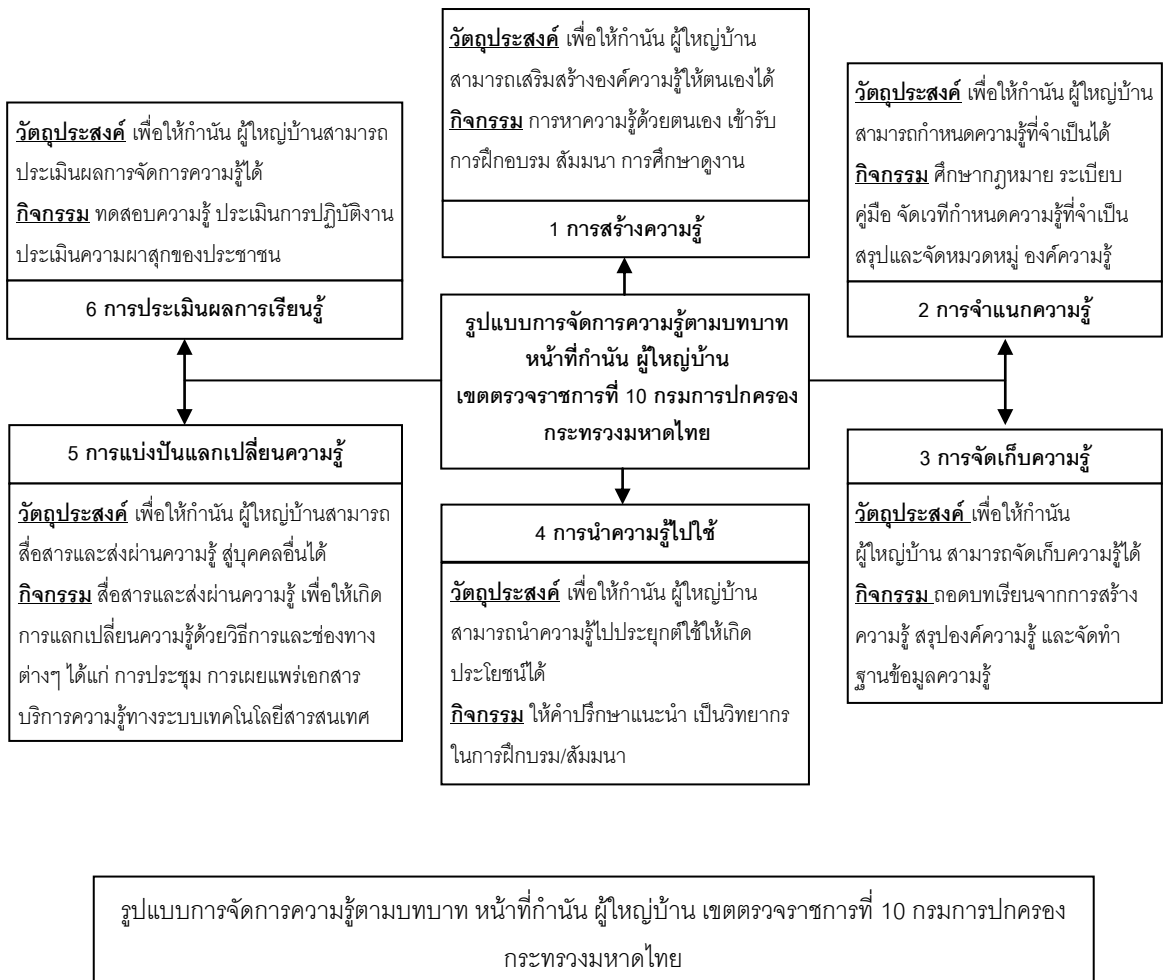 วัตถุประสงค์ เพื่อให้กำนัน ผู้ใหญ่บ้าน
สามารถเสริมสร้างองค์ความรู้ให้ตนเองได้
กิจกรรม การหาความรู้ด้วยตนเอง เข้ารับ
การฝึกอบรม สัมมนา การศึกษาดูงาน
1 การสร้างความรู้
วัตถุประสงค์ เพื่อให้กำนัน ผู้ใหญ่บ้าน
สามารถกำหนดความรู้ที่จำเป็นได้
กิจกรรม ศึกษากฎหมาย ระเบียบ
คู่มือ จัดเวทีกำหนดความรู้ที่จำเป็น
สรุปและจัดหมวดหมู่ องค์ความรู้
2 การจำแนกความรู้
วัตถุประสงค์ เพื่อให้กำนัน ผู้ใหญ่บ้านสามารถ
ประเมินผลการจัดการความรู้ได้
กิจกรรม ทดสอบความรู้ ประเมินการปฏิบัติงาน
ประเมินความผาสุกของประชาชน
6 การประเมินผลการเรียนรู้
รูปแบบการจัดการความรู้ตามบทบาท
หน้าที่กำนัน ผู้ใหญ่บ้าน
เขตตรวจราชการที่ 10 กรมการปกครอง
กระทรวงมหาดไทย
5 การแบ่งปันแลกเปลี่ยนความรู้
วัตถุประสงค์ เพื่อให้กำนัน ผู้ใหญ่บ้านสามารถ
สื่อสารและส่งผ่านความรู้ สู่บุคคลอื่นได้
กิจกรรม สื่อสารและส่งผ่านความรู้ เพื่อให้เกิด
การแลกเปลี่ยนความรู้ด้วยวิธีการและช่องทาง
ต่างๆ ได้แก่ การประชุม การเผยแพร่เอกสาร
บริการความรู้ทางระบบเทคโนโลยีสารสนเทศ
4 การนำความรู้ไปใช้
วัตถุประสงค์ เพื่อให้กำนัน ผู้ใหญ่บ้าน
สามารถนำความรู้ไปประยุกต์ใช้ให้เกิด
ประโยชน์ได้
กิจกรรม ให้คำปรึกษาแนะนำ เป็นวิทยากร
ในการฝึกบรม/สัมมนา
3 การจัดเก็บความรู้
วัตถุประสงค์ เพื่อให้กำนัน
ผู้ใหญ่บ้าน สามารถจัดเก็บความรู้ได้
กิจกรรม ถอดบทเรียนจากการสร้าง
ความรู้ สรุปองค์ความรู้ และจัดทำ
ฐานข้อมูลความรู้
รูปแบบการจัดการความรู้ตามบทบาท หน้าที่กำนัน ผู้ใหญ่บ้าน เขตตรวจราชการที่ 10 กรมการปกครอง
กระทรวงมหาดไทย